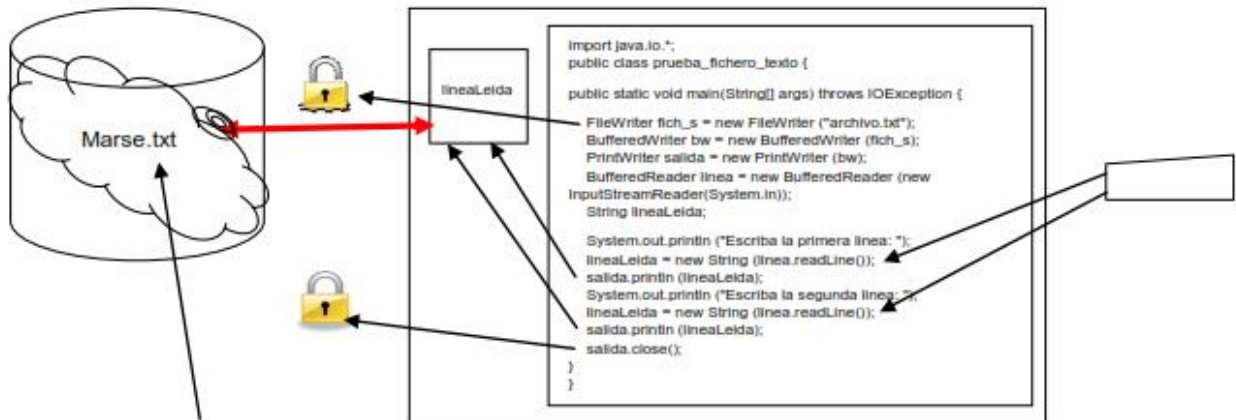 Marse.txt
lineaLeida
import java.io.*;
public class prueba_fichero_texto {
public static void main(String[] args) throws IOException {
FileWriter fich_s = new FileWriter ("archivo.txt");
BufferedWriter bw = new BufferedWriter (fich_s);
PrintWriter salida = new PrintWriter (bw);
BufferedReader linea = new BufferedReader (new
InputStreamReader(System.in));
String lineaLeida;
System.out.println ("Escriba la primera linea: ");
lineaLeida = new String (linea.readLine());
salida.println (lineaLeida);
System.out.println ("Escriba la segunda linea: ");
lineaLeida = new String (linea.readLine());
salida.println (lineaLeida);
salida.close();
}
}